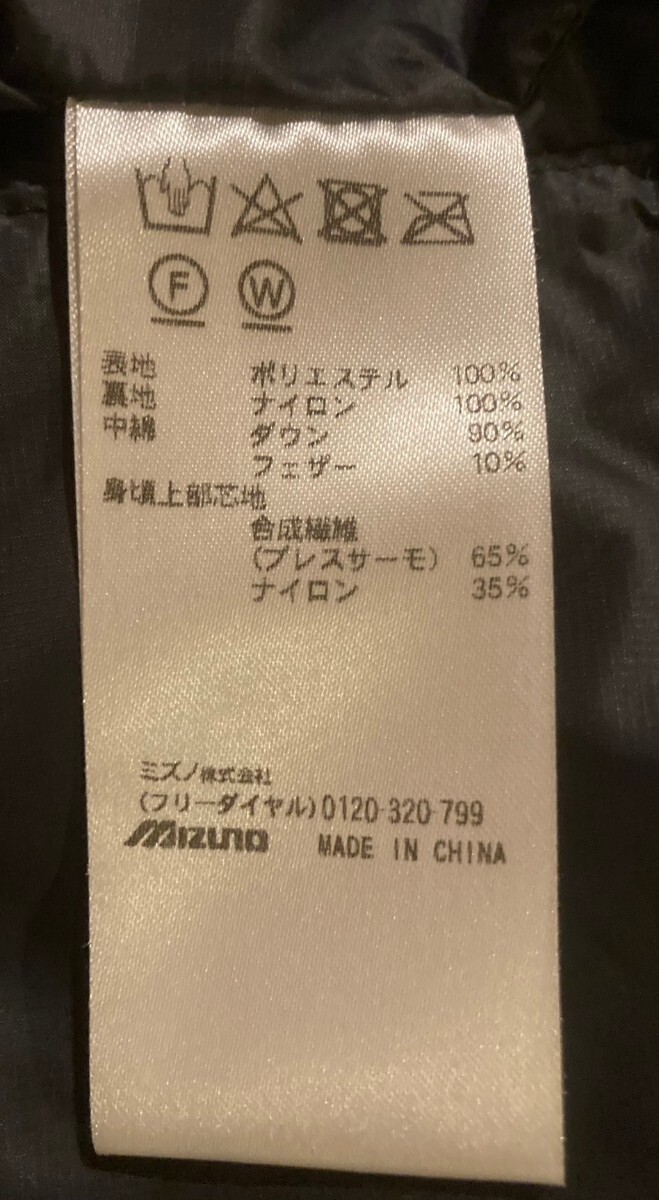 F W
表地 ポリエステル 100%
裏地 ナイロン 100%
中綿 ダウン 90%
フェザー 10%
身頃上部芯地
合成繊維
(ブレスサーモ) 65%
ナイロン 35%
ミズノ株式会社
(フリーダイヤル)0120-320-799
MIZUNO MADE IN CHINA